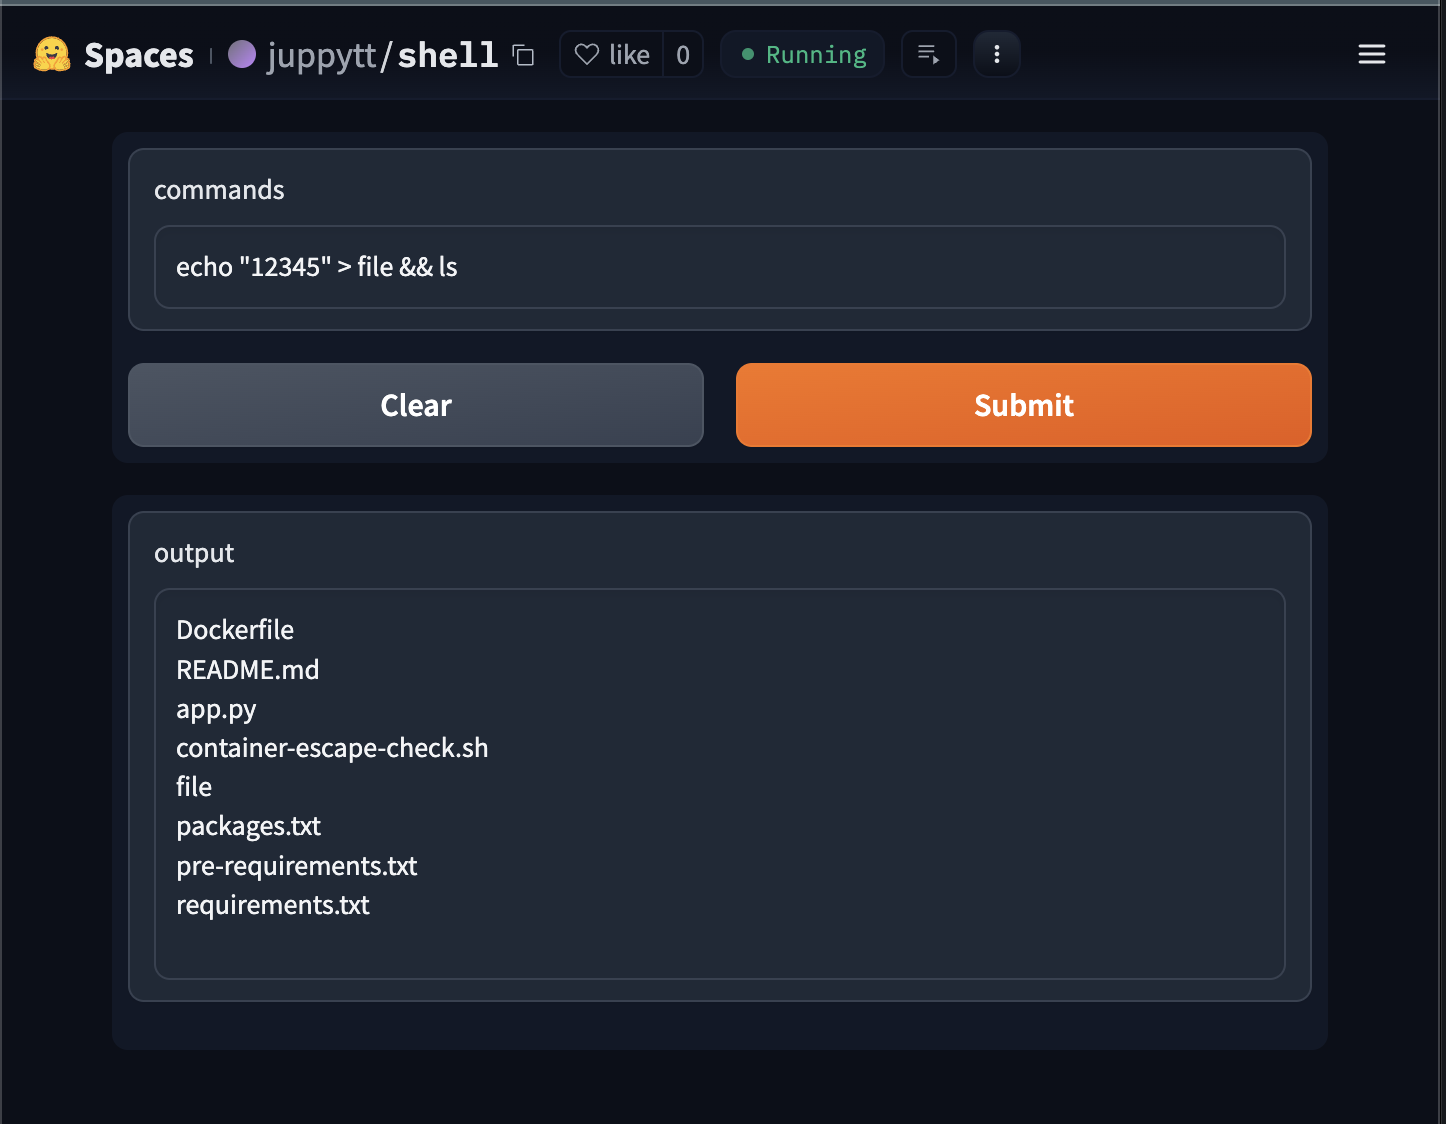 Spaces juppytt/shell like 0 Running
commands
echo "12345" > file && ls
Clear Submit
output
Dockerfile
README.md
app.py
container-escape-check.sh
file
packages.txt
pre-requirements.txt
requirements.txt